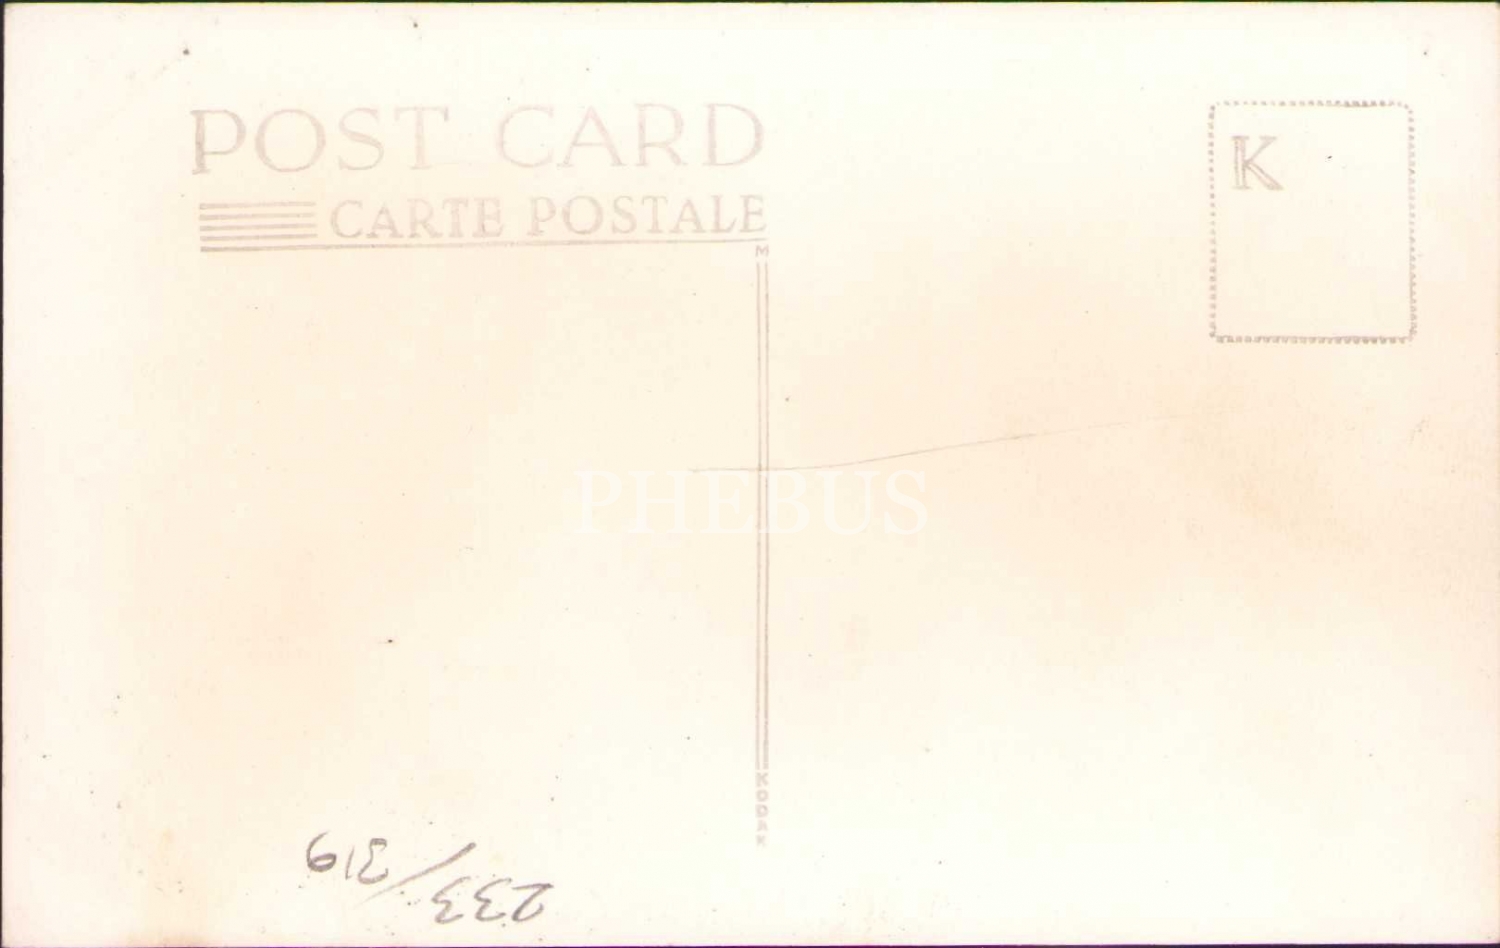 POST CARD
CARTE POSTALE
K
M
PHEBUS
KODAK
233/319